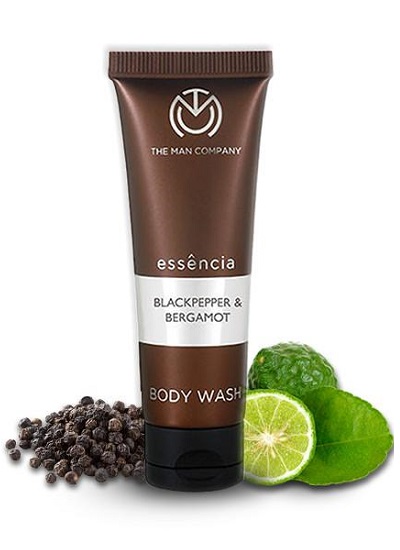 THE MAN COMPANY
essência
BLACKPEPPER &
BERGAMOT
BODY WASH